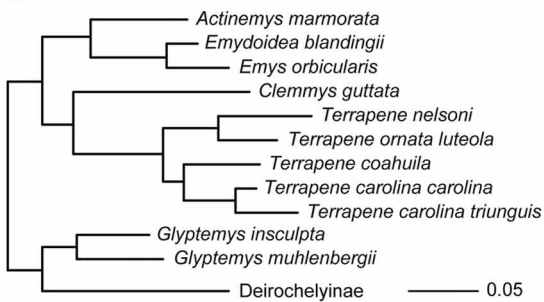 Actinemys marmorata
Emydoidea blandingii
Emys orbicularis
Clemmys guttata
Terrapene nelsoni
Terrapene ornata luteola
Terrapene coahuila
Terrapene carolina carolina
Terrapene carolina triunguis
Glyptemys insculpta
Glyptemys muhlenbergii
Deirochelyinae 0.05